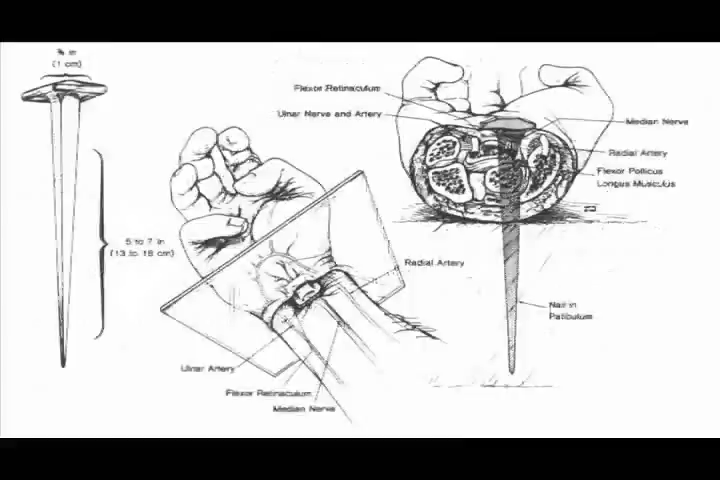 ⅜ in
(1 cm)
5 to 7 in
(13 to 18 cm)
Flexor Retinaculum
Ulnar Nerve and Artery
Median Nerve
Radial Artery
Flexor Pollicus
Longus Musculus
Radial Artery
Nail in
Patibulum
Ulnar Artery
Flexor Retinaculum
Median Nerve